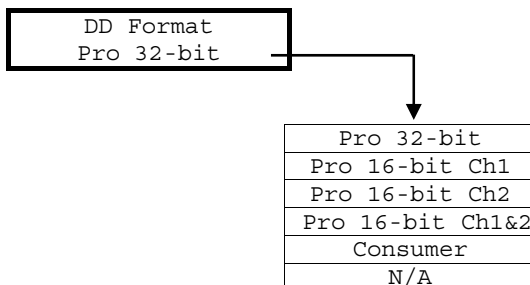 DD Format
Pro 32-bit
Pro 32-bit
Pro 16-bit Ch1
Pro 16-bit Ch2
Pro 16-bit Ch1&2
Consumer
N/A